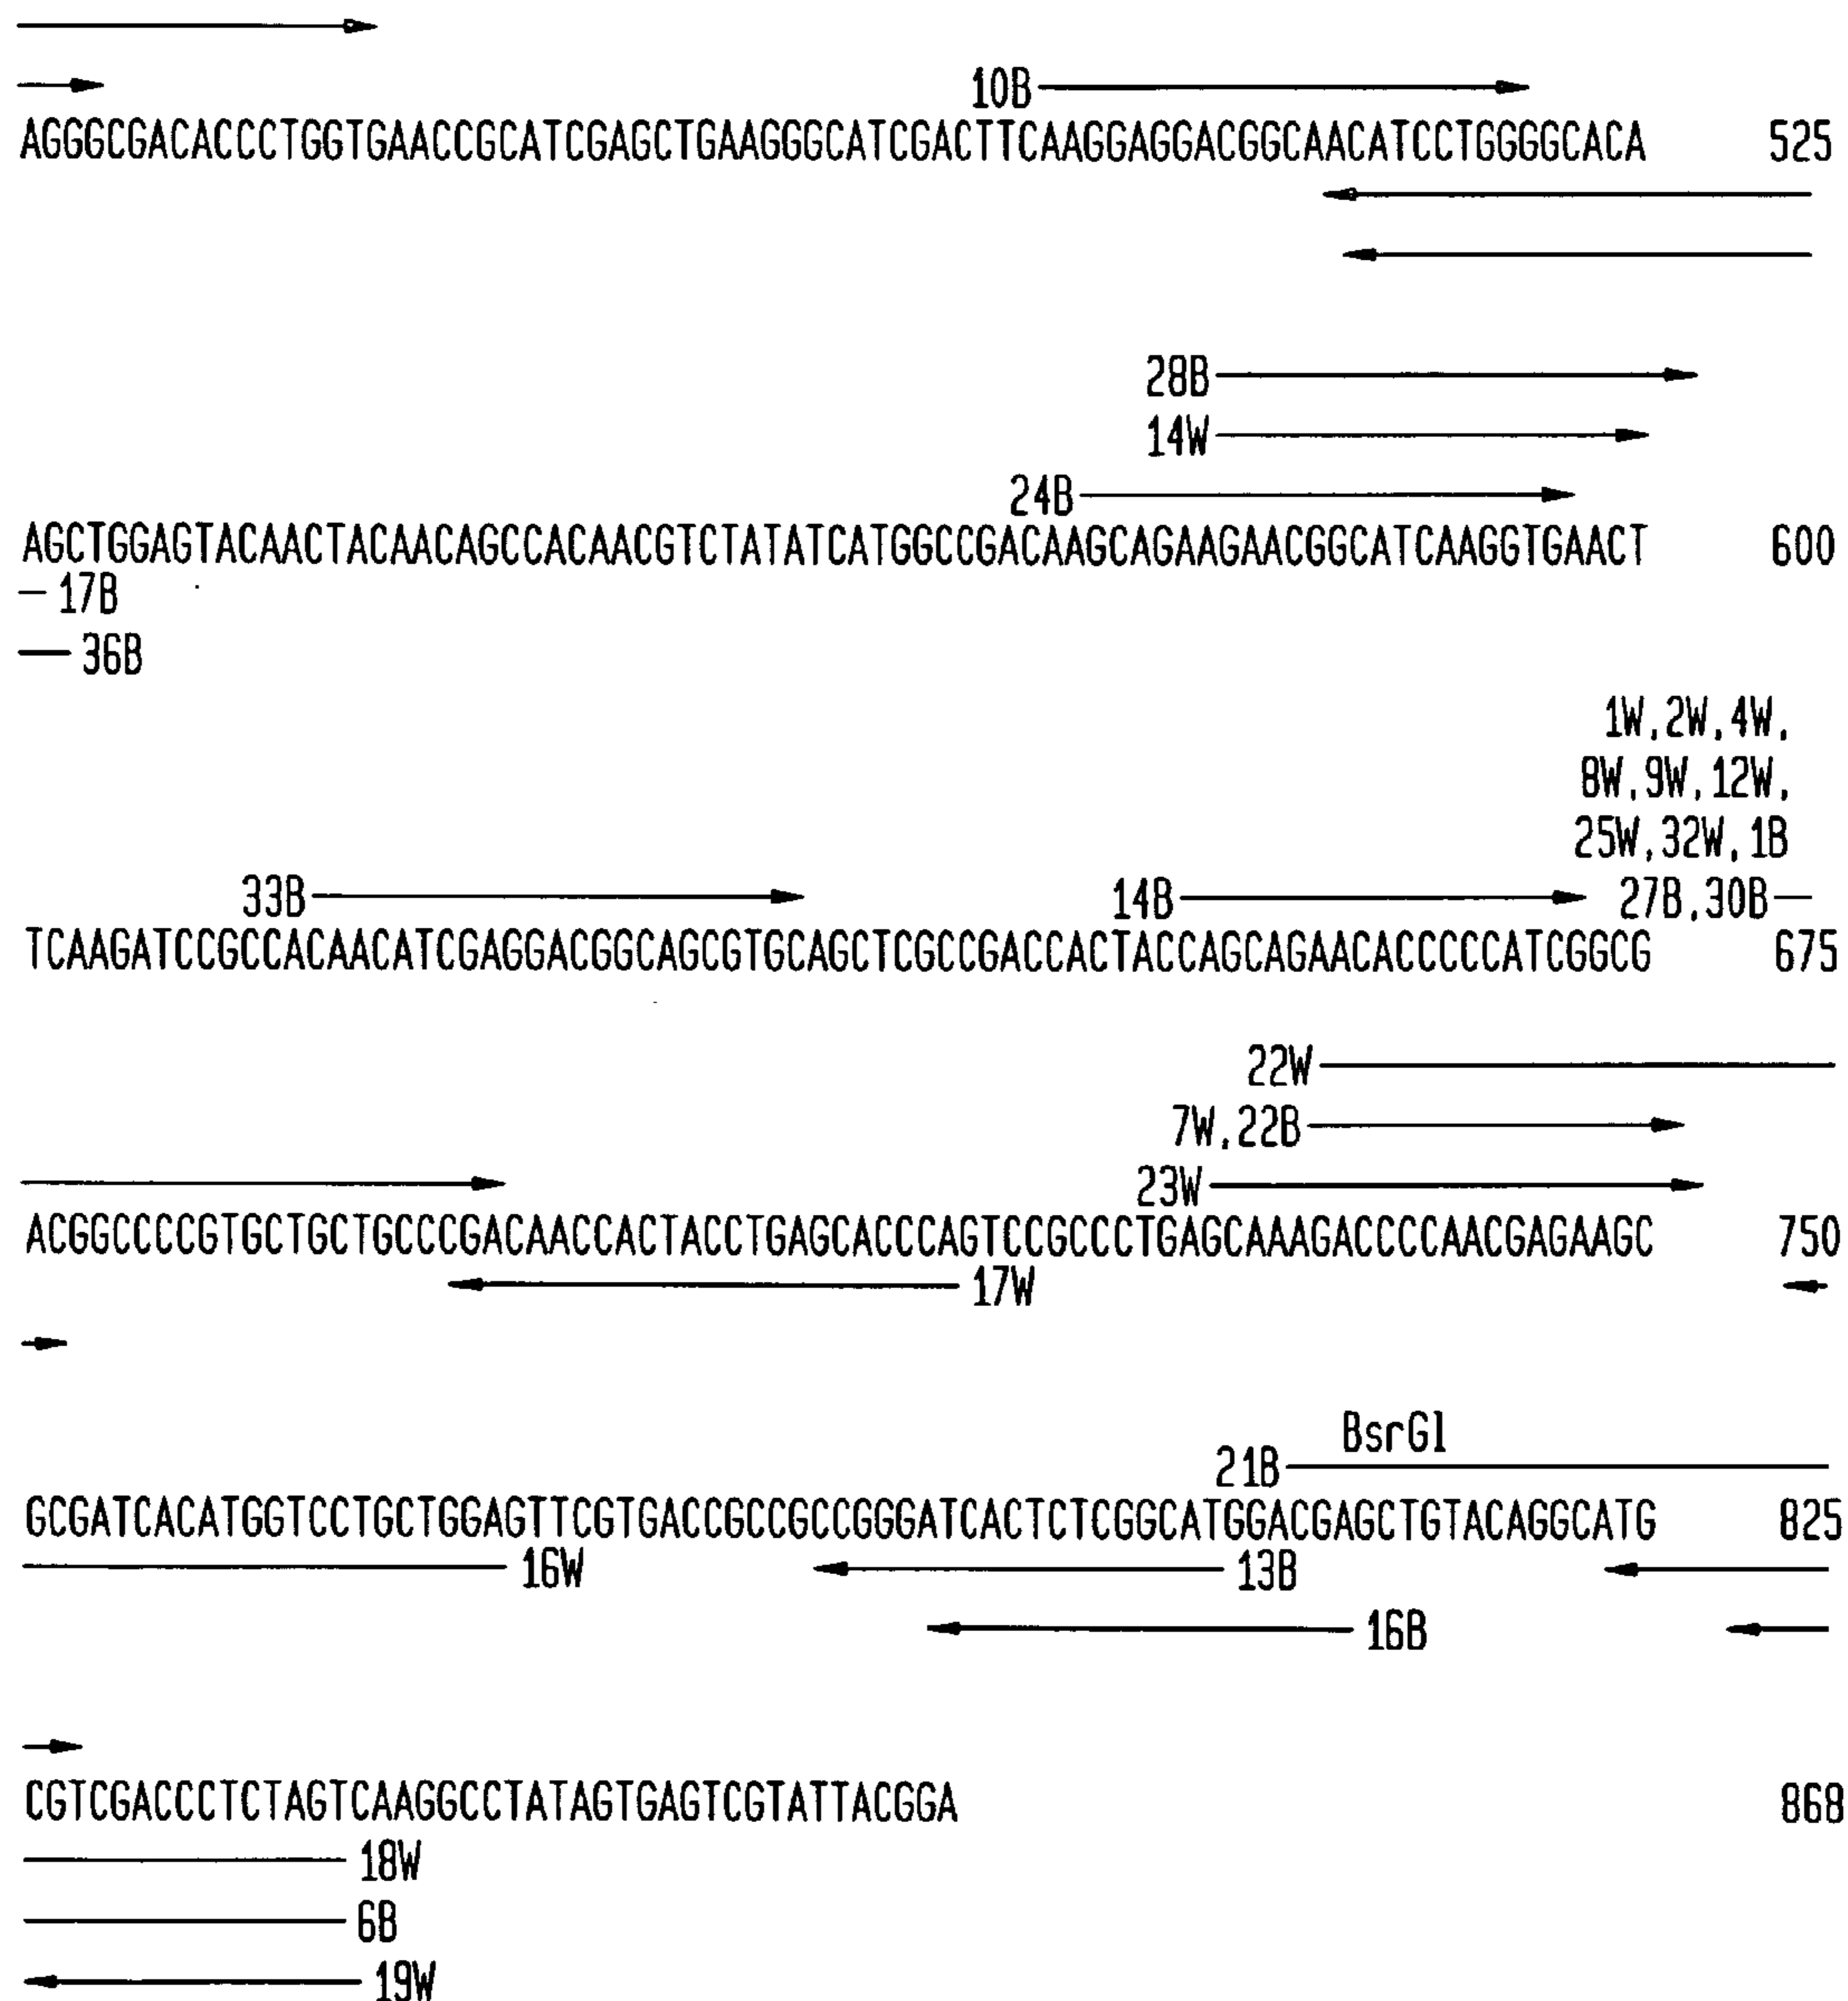 10B
AGGGCGACACCCTGGTGAACCGCATCGAGCTGAAGGGCATCGACTTCAAGGAGGACGGCAACATCCTGGGGCACA 525
28B
14W
24B
AGCTGGAGTACAACTACAACAGCCACAACGTCTATATCATGGCCGACAAGCAGAAGAACGGCATCAAGGTGAACT 600
17B
36B
1W,2W,4W,
8W,9W,12W,
25W,32W,1B
33B 14B 27B,30B
TCAAGATCCGCCACAACATCGAGGACGGCAGCGTGCAGCTCGCCGACCACTACCAGCAGAACACCCCCATCGGCG 675
22W
7W,22B
23W
ACGGCCCCGTGCTGCTGCCCGACAACCACTACCTGAGCACCCAGTCCGCCCTGAGCAAAGACCCCAACGAGAAGC 750
17W
BsrGl
21B
GCGATCACATGGTCCTGCTGGAGTTCGTGACCGCCGCCGGGATCACTCTCGGCATGGACGAGCTGTACAGGCATG 825
16W 13B
16B
CGTCGACCCTCTAGTCAAGGCCTATAGTGAGTCGTATTACGGA 868
18W
6B
19W